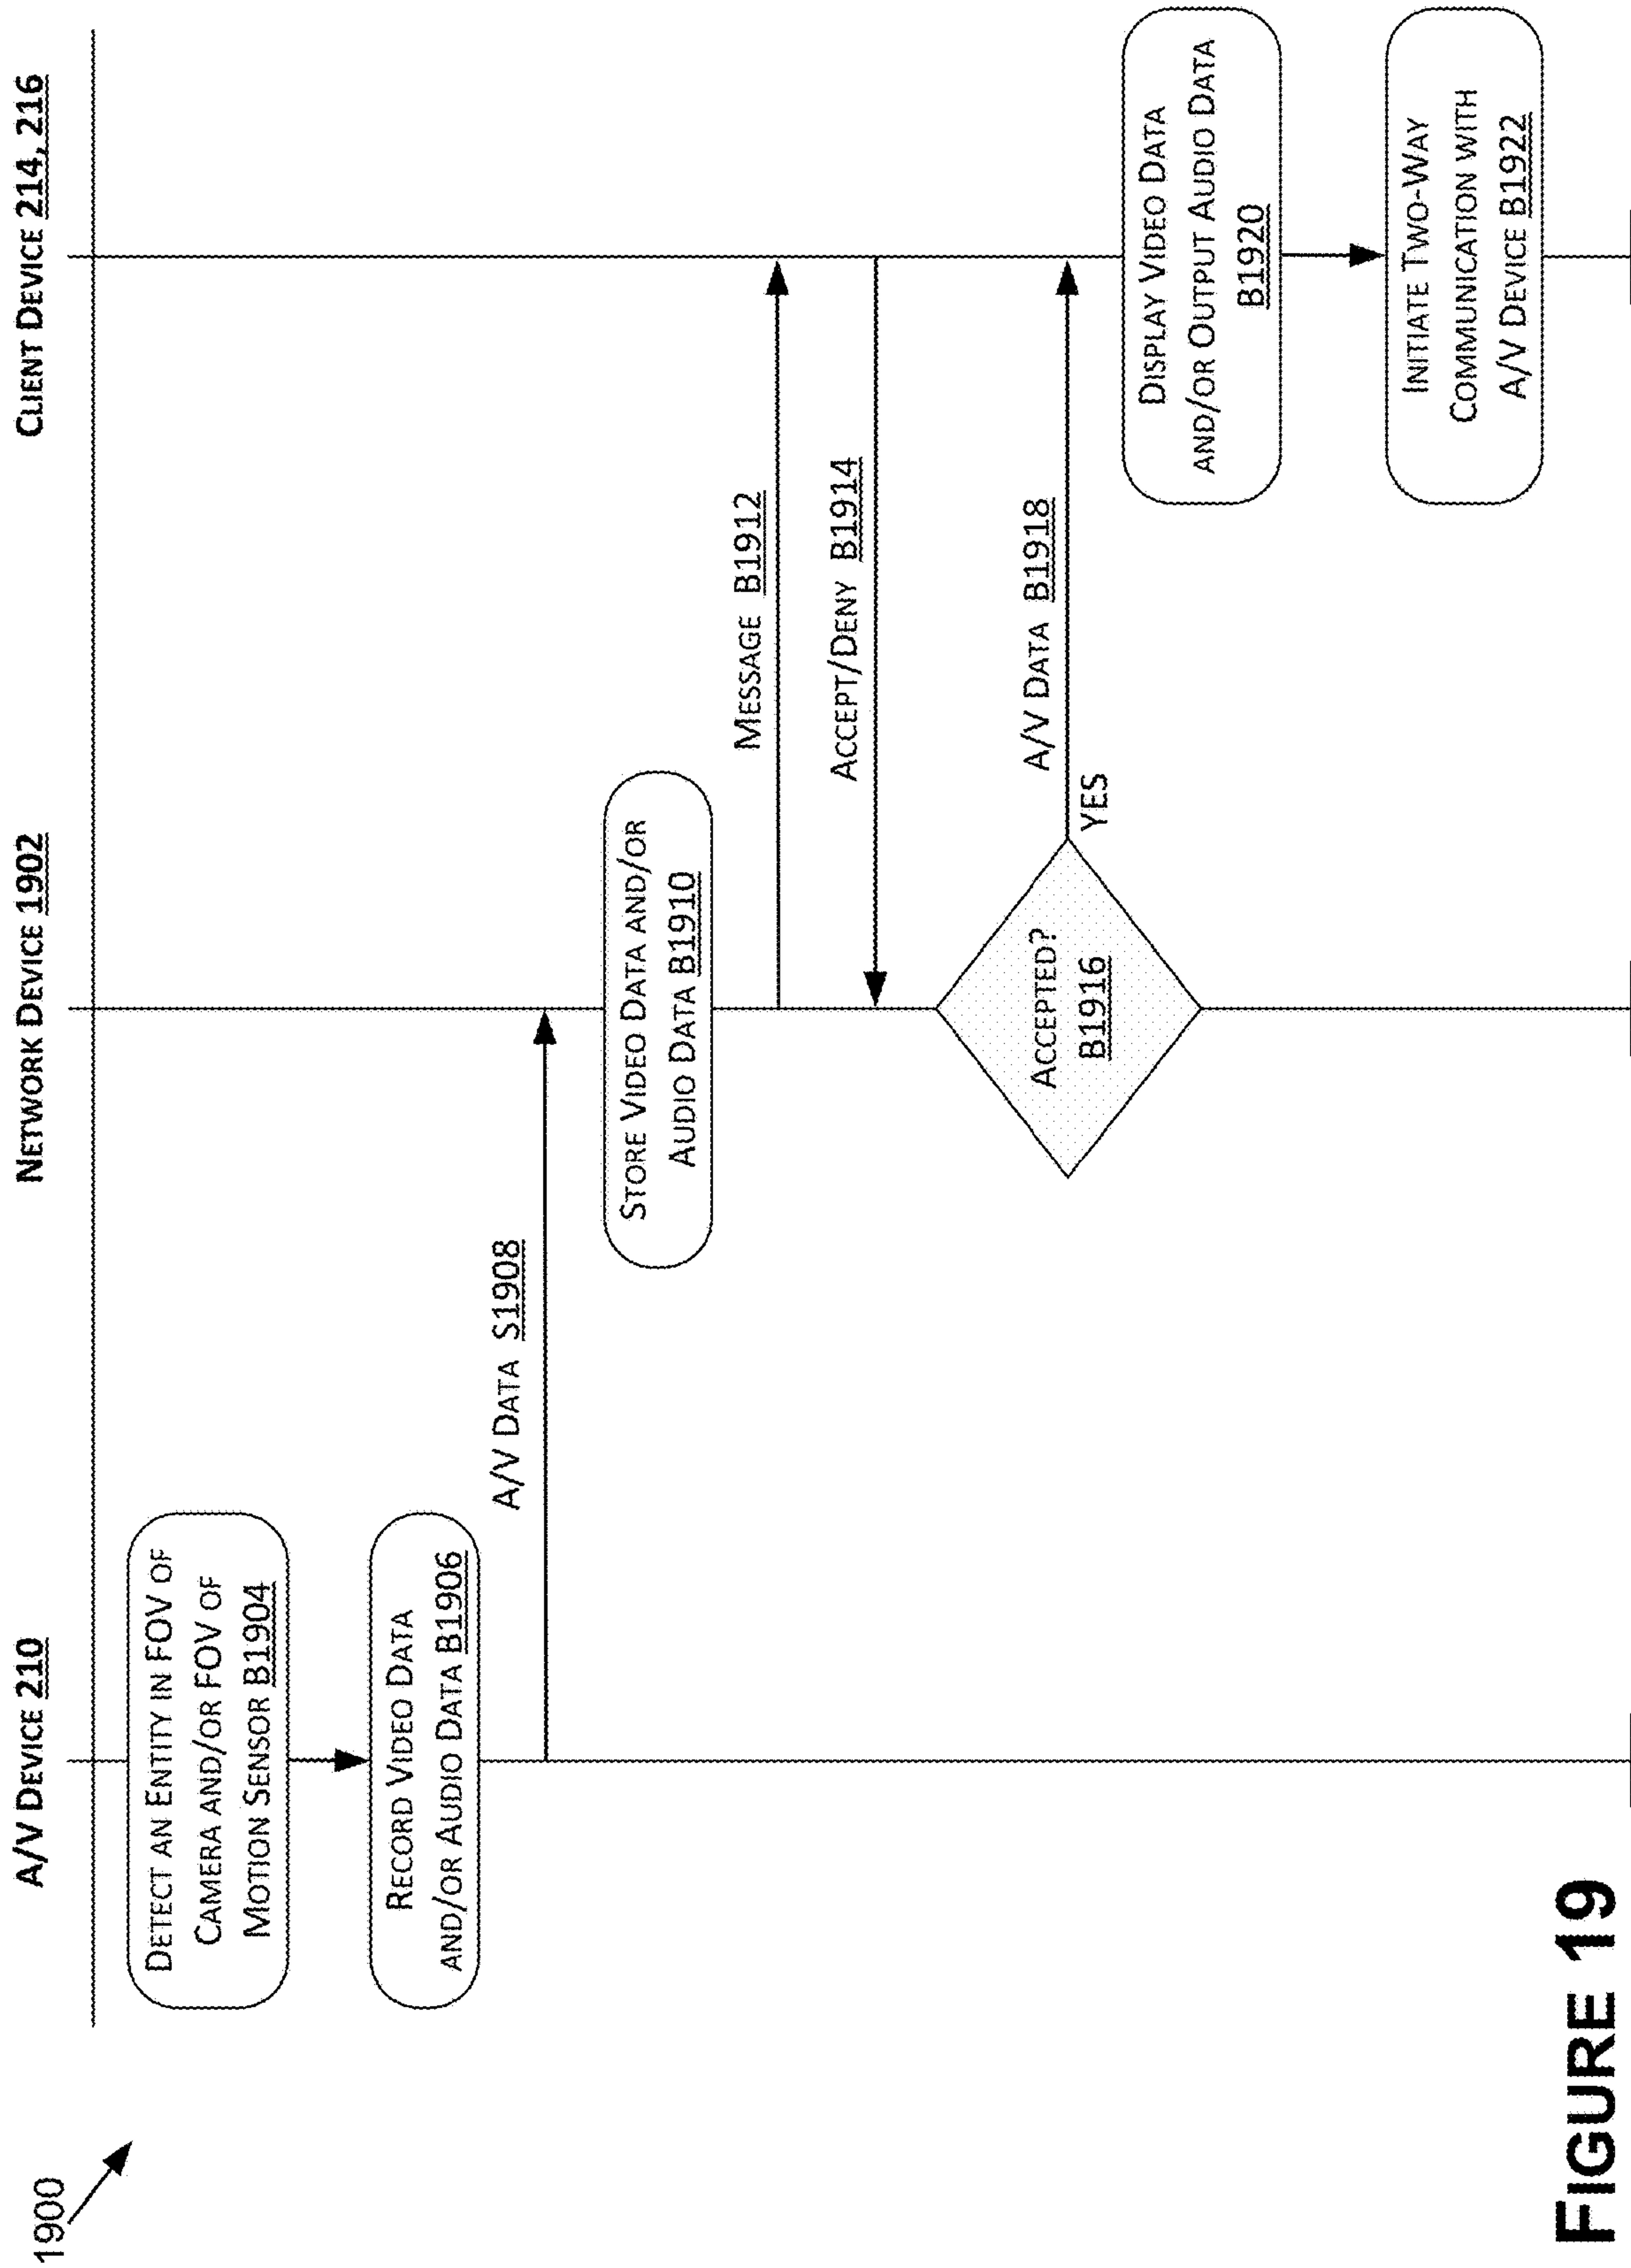 1900
A/V DEVICE 210
NETWORK DEVICE 1902
CLIENT DEVICE 214, 216
DETECT AN ENTITY IN FOV OF
CAMERA AND/OR FOV OF
MOTION SENSOR B1904
RECORD VIDEO DATA
AND/OR AUDIO DATA B1906
A/V DATA S1908
STORE VIDEO DATA AND/OR
AUDIO DATA B1910
MESSAGE B1912
ACCEPT/DENY B1914
ACCEPTED?
B1916
YES
A/V DATA B1918
DISPLAY VIDEO DATA
AND/OR OUTPUT AUDIO DATA
B1920
INITIATE TWO-WAY
COMMUNICATION WITH
A/V DEVICE B1922
FIGURE 19